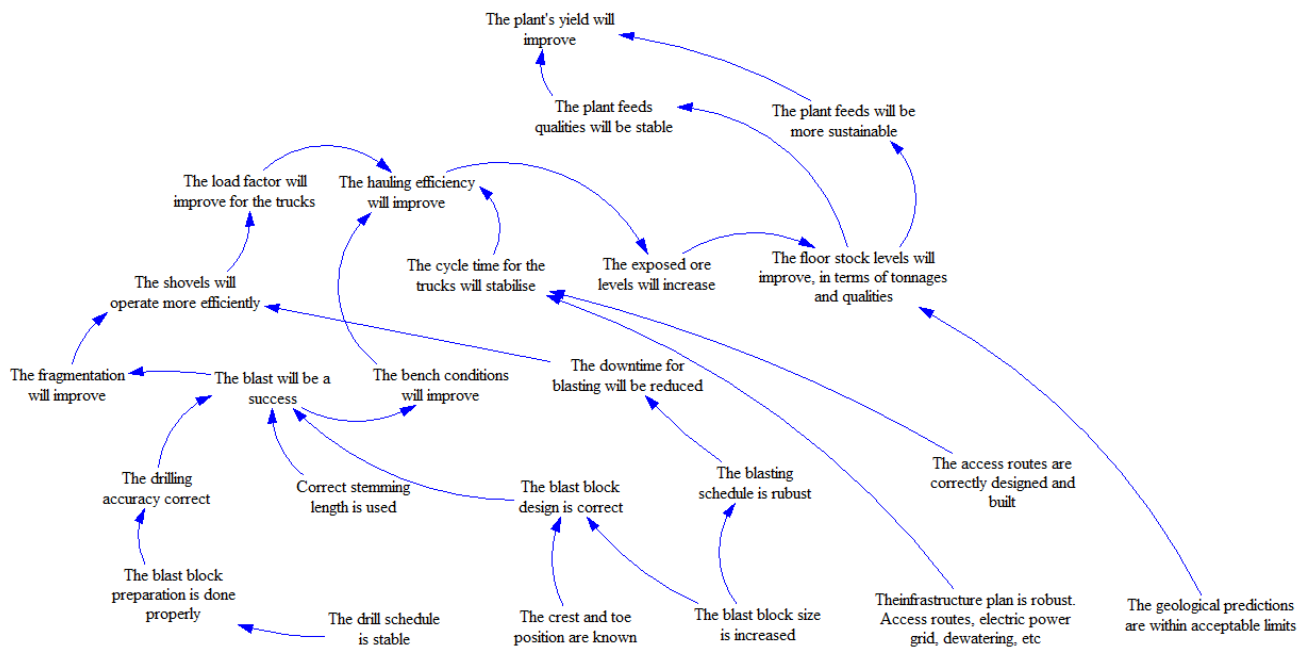 The plant's yield will
improve
The plant feeds
qualities will be stable
The plant feeds will be
more sustainable
The load factor will
improve for the trucks
The hauling efficiency
will improve
The shovels will
operate more efficiently
The cycle time for the
trucks will stabilise
The exposed ore
levels will increase
The floor stock levels will
improve, in terms of tonnages
and qualities
The fragmentation
will improve
The blast will be a
success
The bench conditions
will improve
The downtime for
blasting will be reduced
The drilling
accuracy correct
Correct stemming
length is used
The blast block
design is correct
The blasting
schedule is rubust
The access routes are
correctly designed and
built
The blast block
preparation is done
properly
The drill schedule
is stable
The crest and toe
position are known
The blast block size
is increased
Theinfrastructure plan is robust.
Access routes, electric power
grid, dewatering, etc
The geological predictions
are within acceptable limits